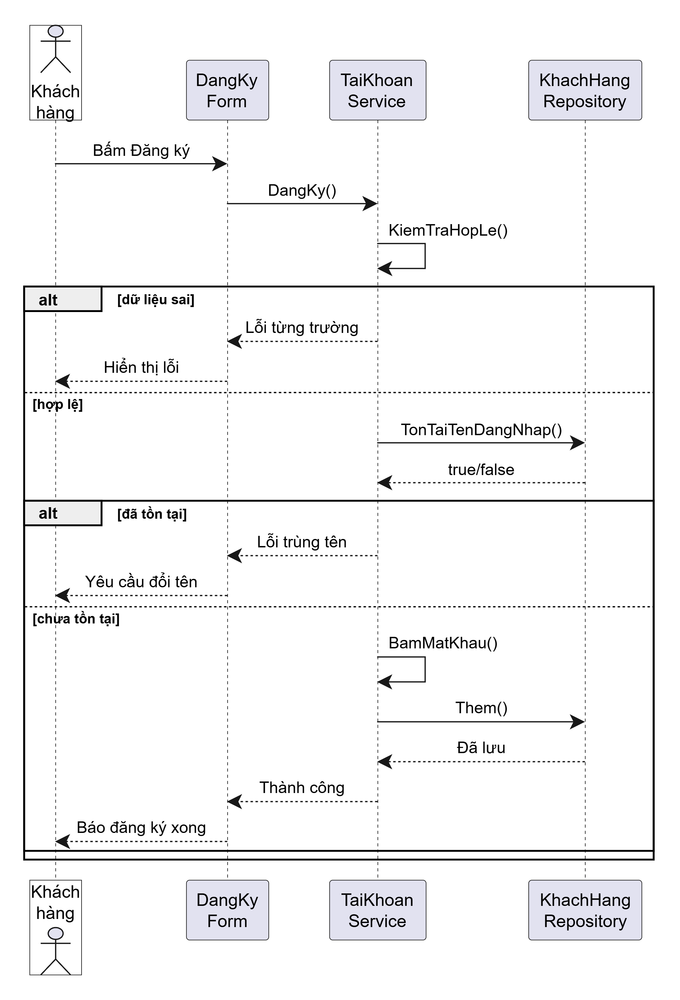 Khách
hàng
DangKy
Form
TaiKhoan
Service
KhachHang
Repository
Bấm Đăng ký
DangKy()
KiemTraHopLe()
alt
[dữ liệu sai]
Lỗi từng trường
Hiển thị lỗi
[hợp lệ]
TonTaiTenDangNhap()
true/false
alt
[đã tồn tại]
Lỗi trùng tên
Yêu cầu đổi tên
[chưa tồn tại]
BamMatKhau()
Them()
Đã lưu
Thành công
Báo đăng ký xong
Khách
hàng
DangKy
Form
TaiKhoan
Service
KhachHang
Repository